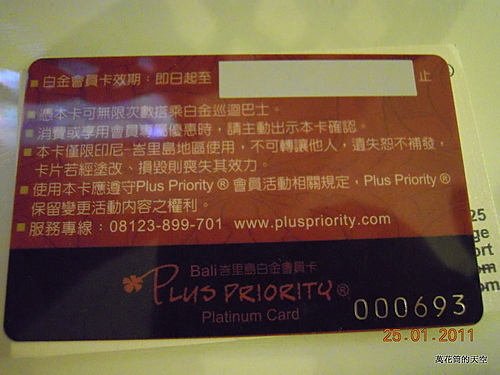 白金會員卡效期：即日起至 止
憑本卡可無限次數搭乘白金巡迴巴士。
消費或享用會員專屬優惠時，請主動出示本卡確認。
本卡僅限印尼-峇里島地區使用，不可轉讓他人，遺失恕不補發，
卡片若經塗改、損毀則喪失其效力。
使用本卡應遵守Plus Priority® 會員活動相關規定，Plus Priority®
保留變更活動內容之權利。
服務專線：08123-899-701 www.pluspriority.com
Bali 峇里島白金會員卡
PLUS PRIORITY®
Platinum Card
000693
25
ge
ort
em
om
25.01.2011
萬花筒的天空